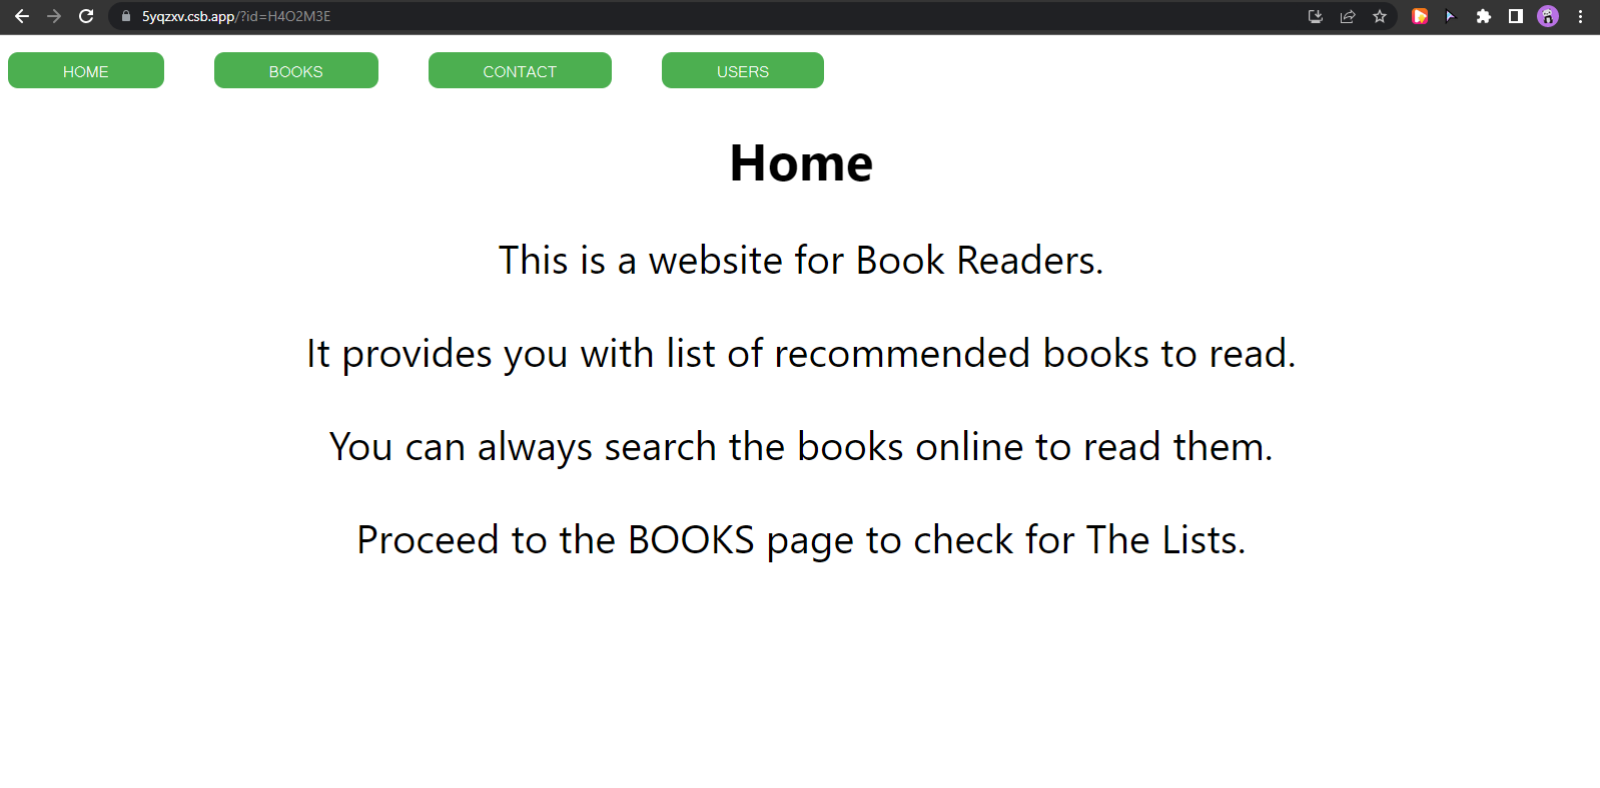 5yqzxv.csb.app/?id=H4O2M3E
HOME BOOKS CONTACT USERS
Home
This is a website for Book Readers.
It provides you with list of recommended books to read.
You can always search the books online to read them.
Proceed to the BOOKS page to check for The Lists.